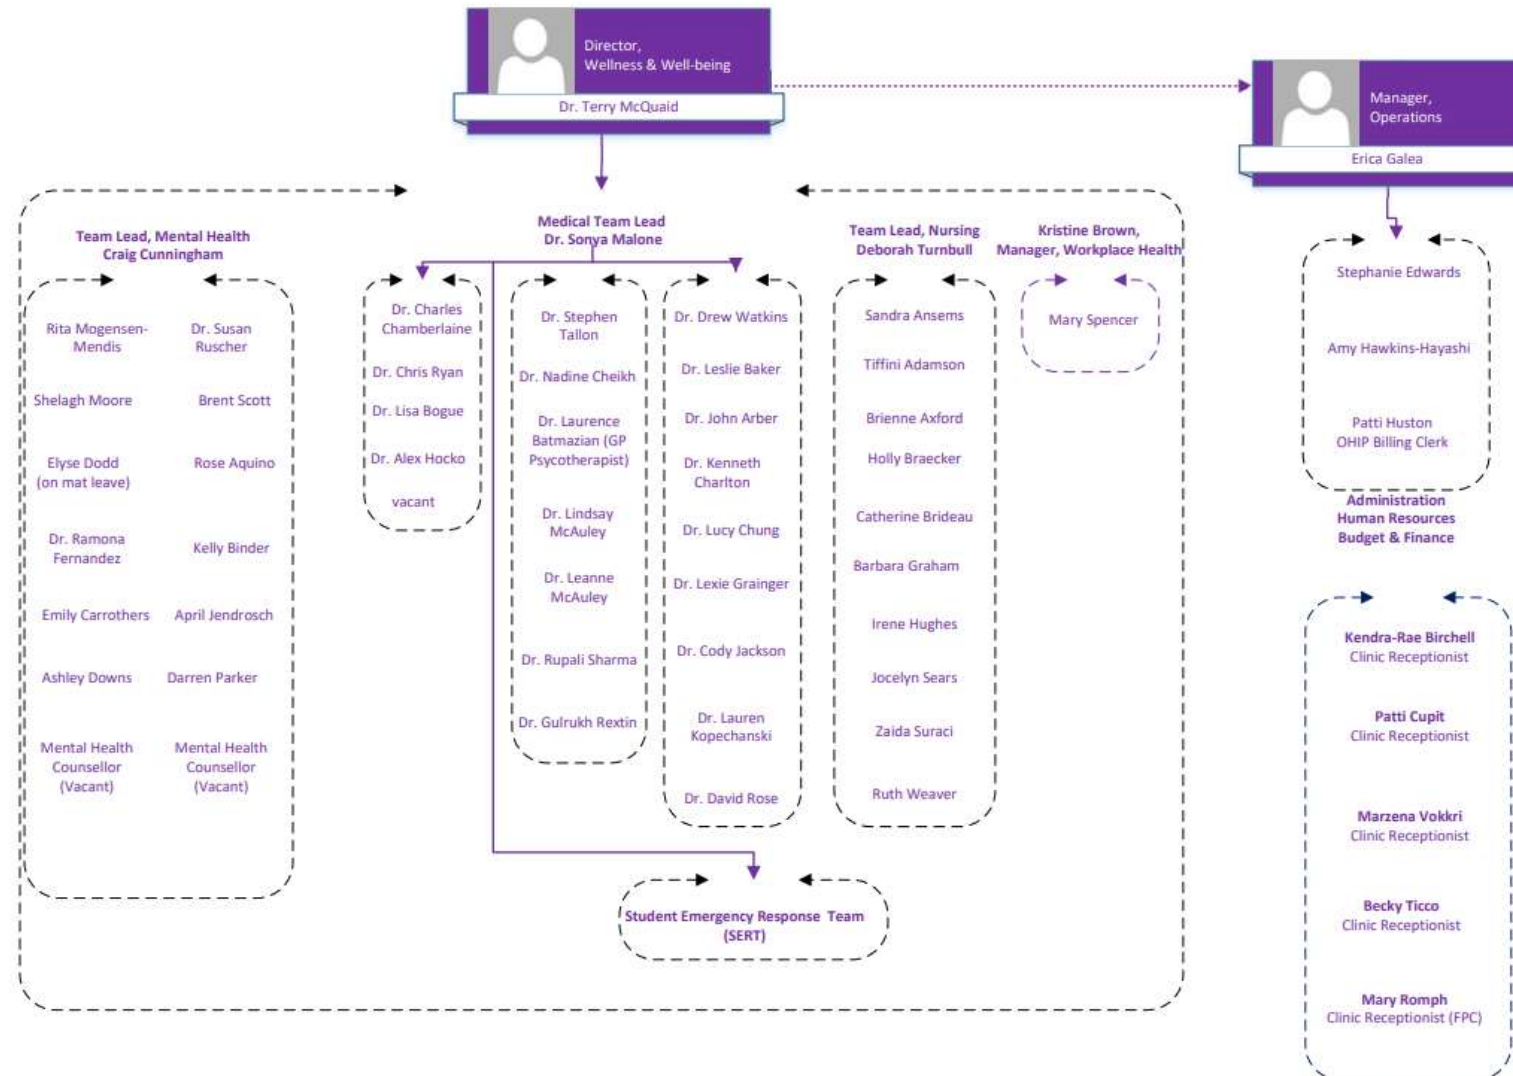 Director,
Wellness & Well-being
Dr. Terry McQuaid
Manager,
Operations
Erica Galea
Team Lead, Mental Health
Craig Cunningham
Rita Mogensen-
Mendis
Dr. Susan
Ruscher
Shelagh Moore
Brent Scott
Elyse Dodd
(on mat leave)
Rose Aquino
Dr. Ramona
Fernandez
Kelly Binder
Emily Carrothers
April Jendrosch
Ashley Downs
Darren Parker
Mental Health
Counsellor
(Vacant)
Mental Health
Counsellor
(Vacant)
Medical Team Lead
Dr. Sonya Malone
Dr. Charles
Chamberlaine
Dr. Chris Ryan
Dr. Lisa Bogue
Dr. Alex Hocko
vacant
Dr. Stephen
Tallon
Dr. Nadine Cheikh
Dr. Laurence
Batmazian (GP
Psycotherapist)
Dr. Lindsay
McAuley
Dr. Leanne
McAuley
Dr. Rupali Sharma
Dr. Gulrukh Rextin
Dr. Drew Watkins
Dr. Leslie Baker
Dr. John Arber
Dr. Kenneth
Charlton
Dr. Lucy Chung
Dr. Lexie Grainger
Dr. Cody Jackson
Dr. Lauren
Kopechanski
Dr. David Rose
Student Emergency Response Team
(SERT)
Team Lead, Nursing
Deborah Turnbull
Sandra Ansems
Tiffini Adamson
Brienne Axford
Holly Braecker
Catherine Brideau
Barbara Graham
Irene Hughes
Jocelyn Sears
Zaida Suraci
Ruth Weaver
Kristine Brown,
Manager, Workplace Health
Mary Spencer
Stephanie Edwards
Amy Hawkins-Hayashi
Patti Huston
OHIP Billing Clerk
Administration
Human Resources
Budget & Finance
Kendra-Rae Birchell
Clinic Receptionist
Patti Cupit
Clinic Receptionist
Marzena Vokkri
Clinic Receptionist
Becky Ticco
Clinic Receptionist
Mary Romph
Clinic Receptionist (FPC)